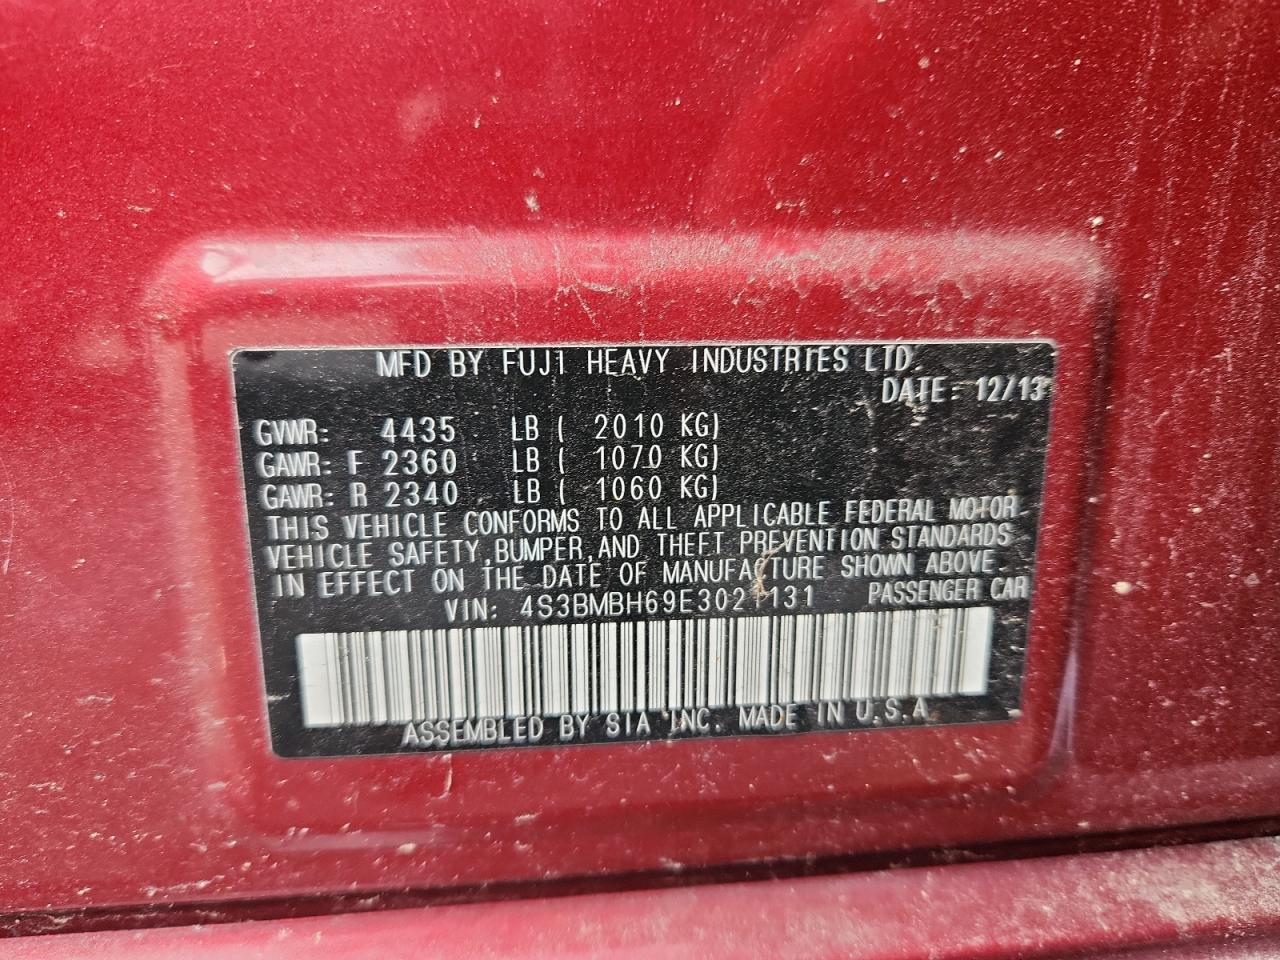 MFD BY FUJI HEAVY INDUSTRIES LTD.
DATE: 12/13
GVWR: 4435 LB ( 2010 KG)
GAWR: F 2360 LB ( 1070 KG)
GAWR: R 2340 LB ( 1060 KG)
THIS VEHICLE CONFORMS TO ALL APPLICABLE FEDERAL MOTOR
VEHICLE SAFETY,BUMPER,AND THEFT PREVENTION STANDARDS
IN EFFECT ON THE DATE OF MANUFACTURE SHOWN ABOVE.
VIN: 4S3BMBH69E3021131 PASSENGER CAR
ASSEMBLED BY SIA INC. MADE IN U.S.A